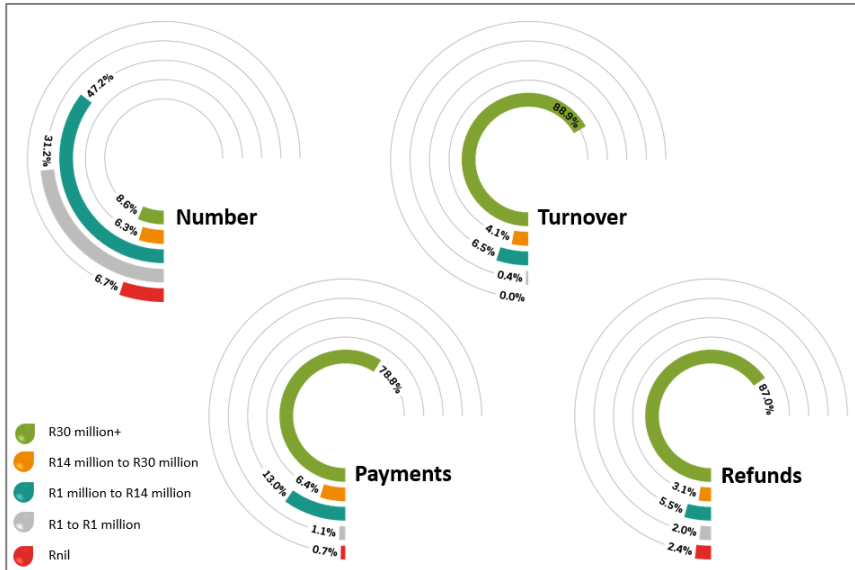 47.2%
31.2%
8.6%
6.3%
6.7%
Number
88.9%
4.1%
6.5%
0.4%
0.0%
Turnover
78.8%
6.4%
13.0%
1.1%
0.7%
Payments
87.0%
3.1%
5.5%
2.0%
2.4%
Refunds
R30 million+
R14 million to R30 million
R1 million to R14 million
R1 to R1 million
Rnil